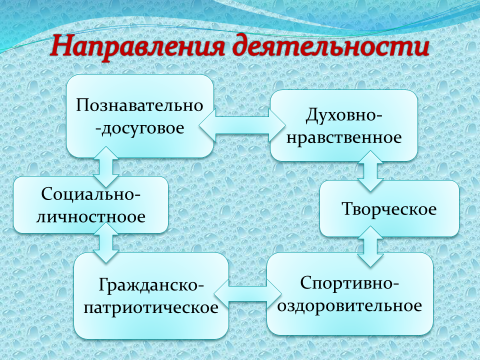 Направления деятельности
Познавательно
-досуговое
Духовно-
нравственное
Социально-
личностноое
Творческое
Гражданско-
патриотическое
Спортивно-
оздоровительное